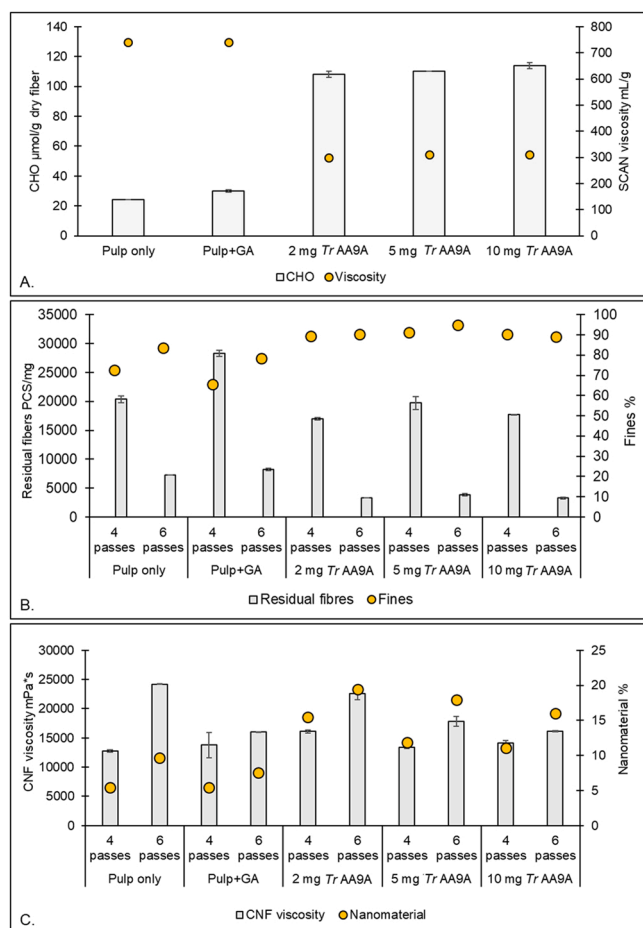 CHO µmol/g dry fiber
140
120
100
80
60
40
20
0
800
700
600
500
400
300
200
100
0
SCAN viscosity mL/g
Pulp only
Pulp+GA
2 mg Tr AA9A
5 mg Tr AA9A
10 mg Tr AA9A
CHO
Viscosity
A.
Residual fibers PCS/mg
35000
30000
25000
20000
15000
10000
5000
0
100
90
80
70
60
50
40
30
20
10
0
Fines %
4 6 4 6 4 6 4 6 4 6
passes passes passes passes passes passes passes passes passes passes
Pulp only Pulp+GA 2 mg Tr AA9A 5 mg Tr AA9A 10 mg Tr AA9A
Residual fibres
Fines
B.
CNF viscosity mPa*s
30000
25000
20000
15000
10000
5000
0
25
20
15
10
5
0
Nanomaterial %
4 6 4 6 4 6 4 6 4 6
passes passes passes passes passes passes passes passes passes passes
Pulp only Pulp+GA 2 mg Tr AA9A 5 mg Tr AA9A 10 mg Tr AA9A
CNF viscosity
Nanomaterial
C.